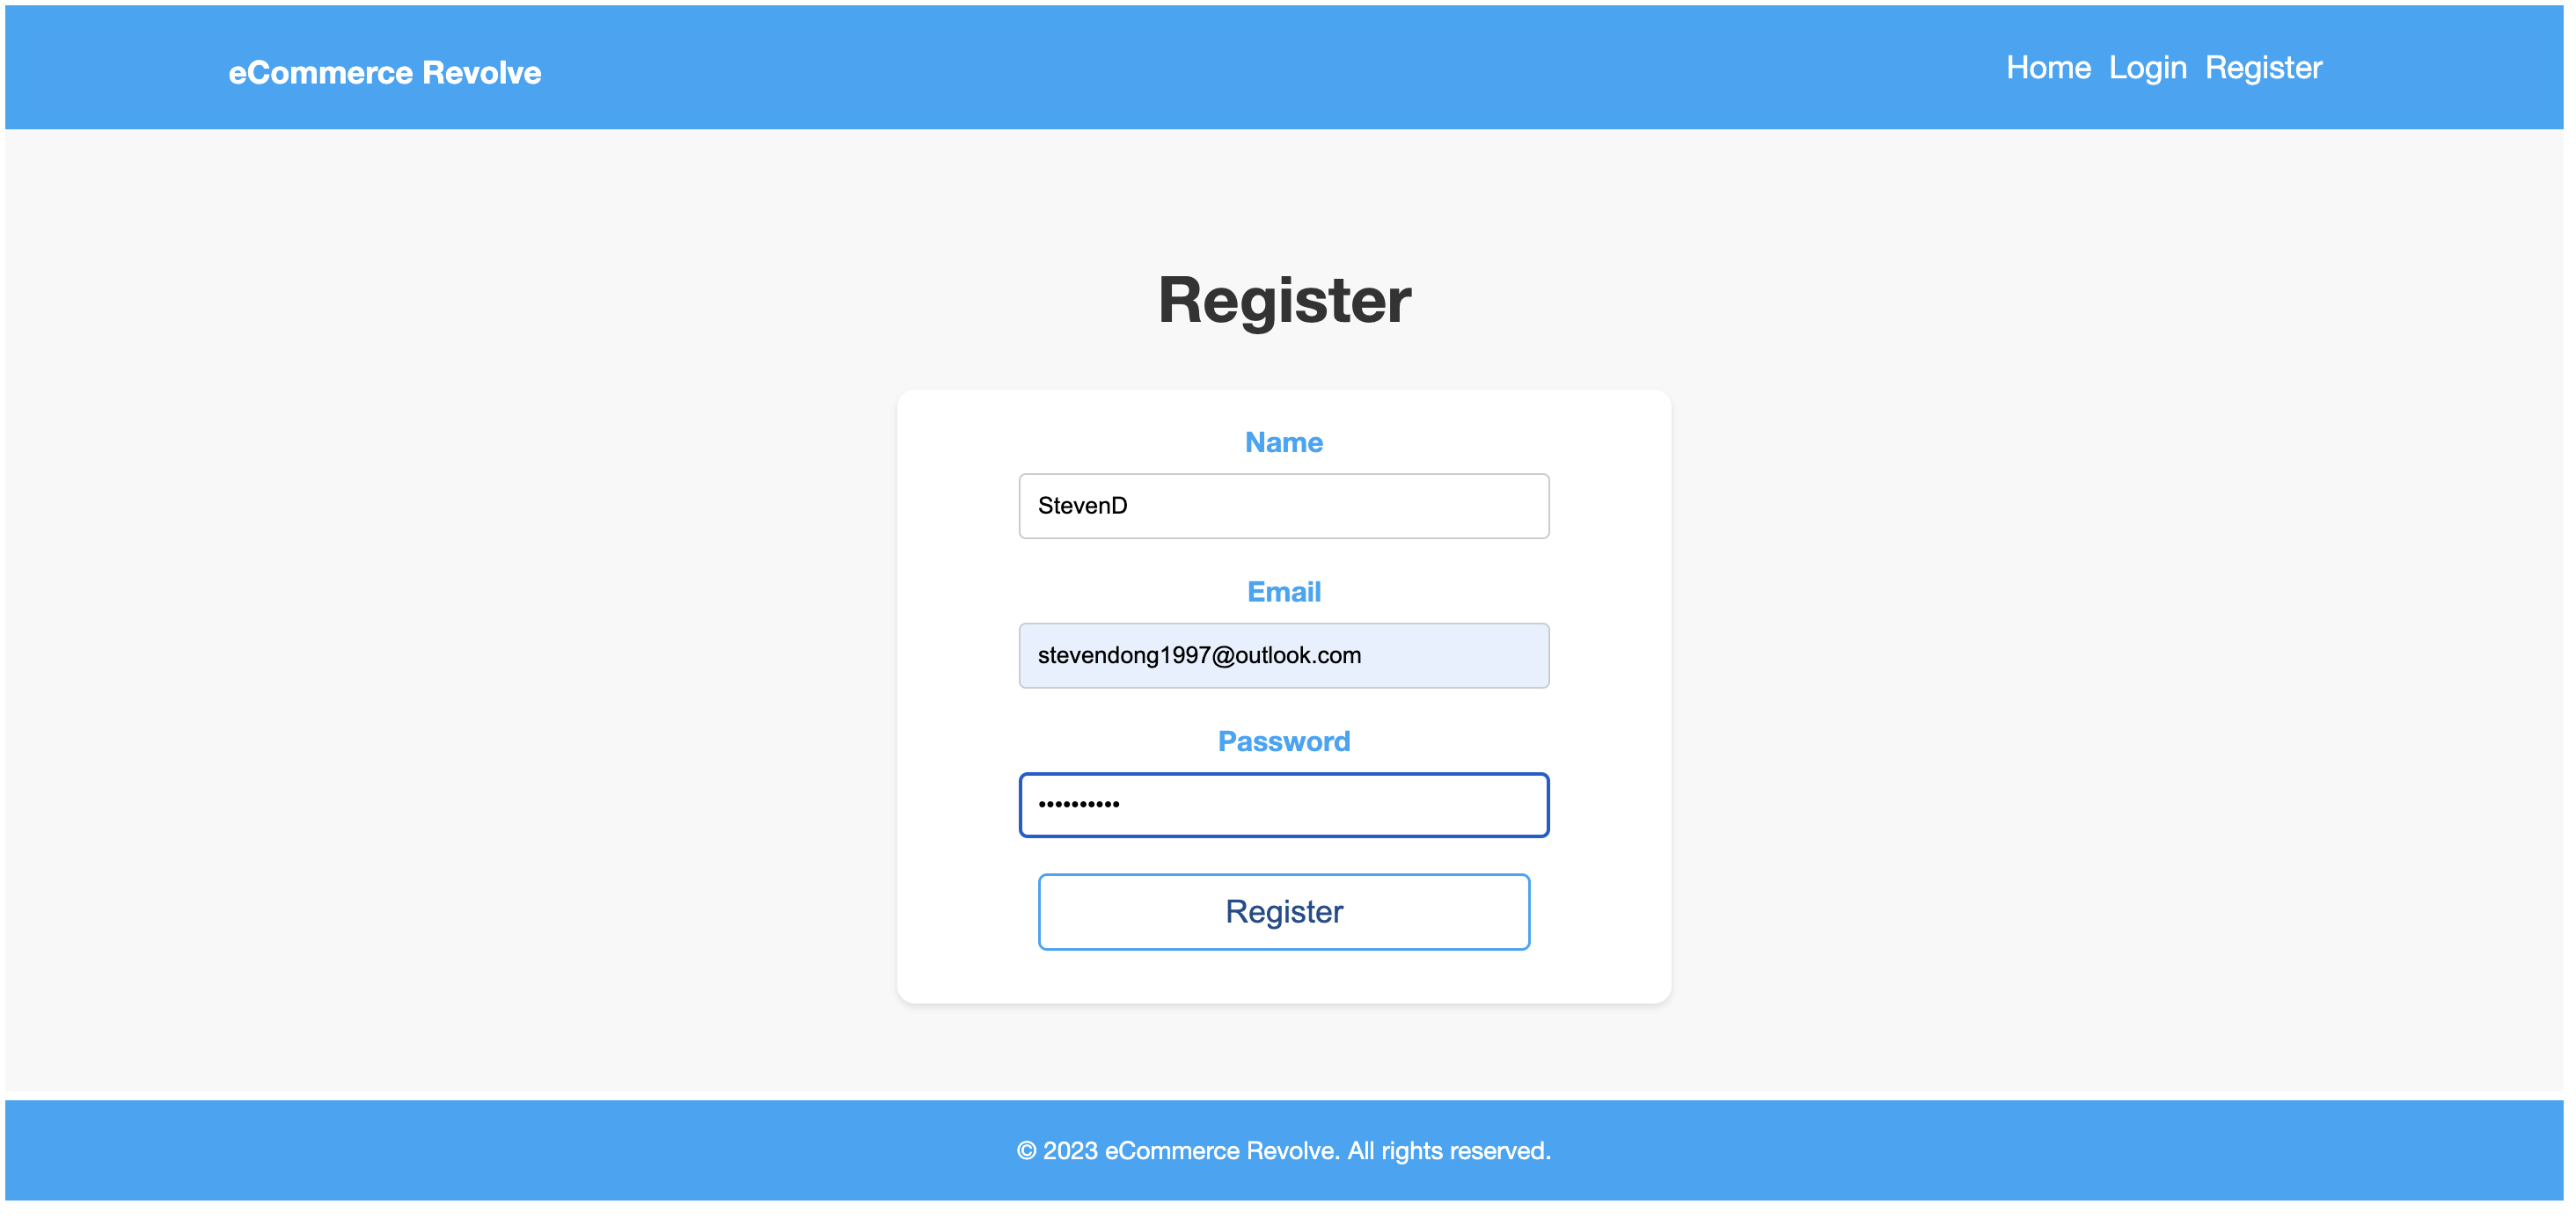 eCommerce Revolve
Home Login Register
Register
Name
StevenD
Email
stevendong1997@outlook.com
Password
••••••••••
Register
© 2023 eCommerce Revolve. All rights reserved.